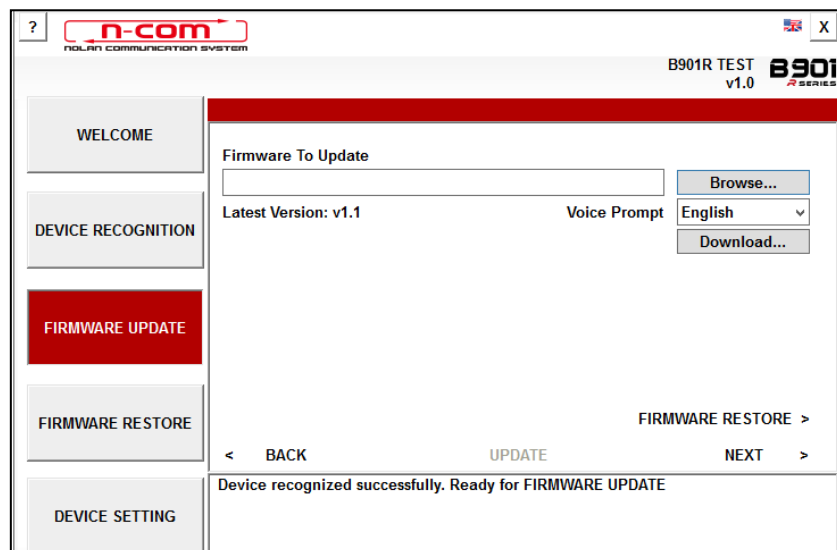 ?
n-com
NOLAN COMMUNICATION SYSTEM
X
B901R TEST
v1.0
B901
R SERIES
WELCOME
DEVICE RECOGNITION
FIRMWARE UPDATE
FIRMWARE RESTORE
DEVICE SETTING
Firmware To Update
Browse...
Latest Version: v1.1
Voice Prompt
English
Download...
FIRMWARE RESTORE >
< BACK
UPDATE
NEXT >
Device recognized successfully. Ready for FIRMWARE UPDATE